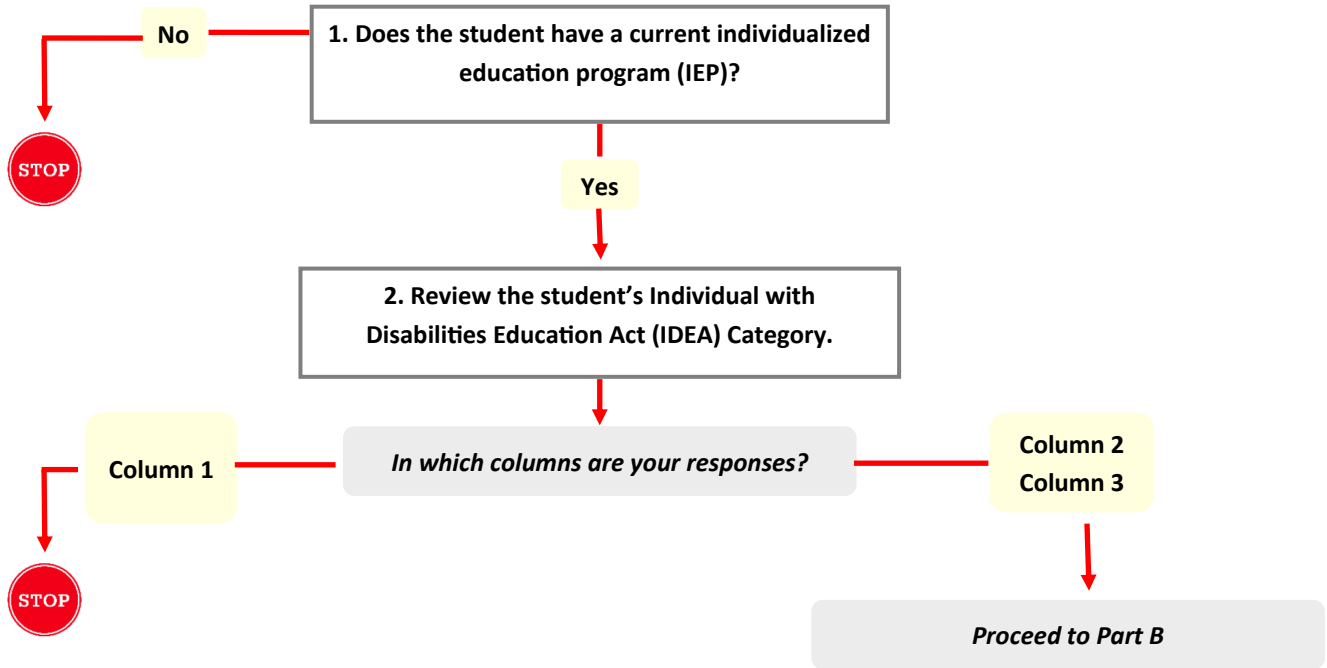 No
1. Does the student have a current individualized
education program (IEP)?
STOP
Yes
2. Review the student’s Individual with
Disabilities Education Act (IDEA) Category.
Column 1
In which columns are your responses?
Column 2
Column 3
STOP
Proceed to Part B